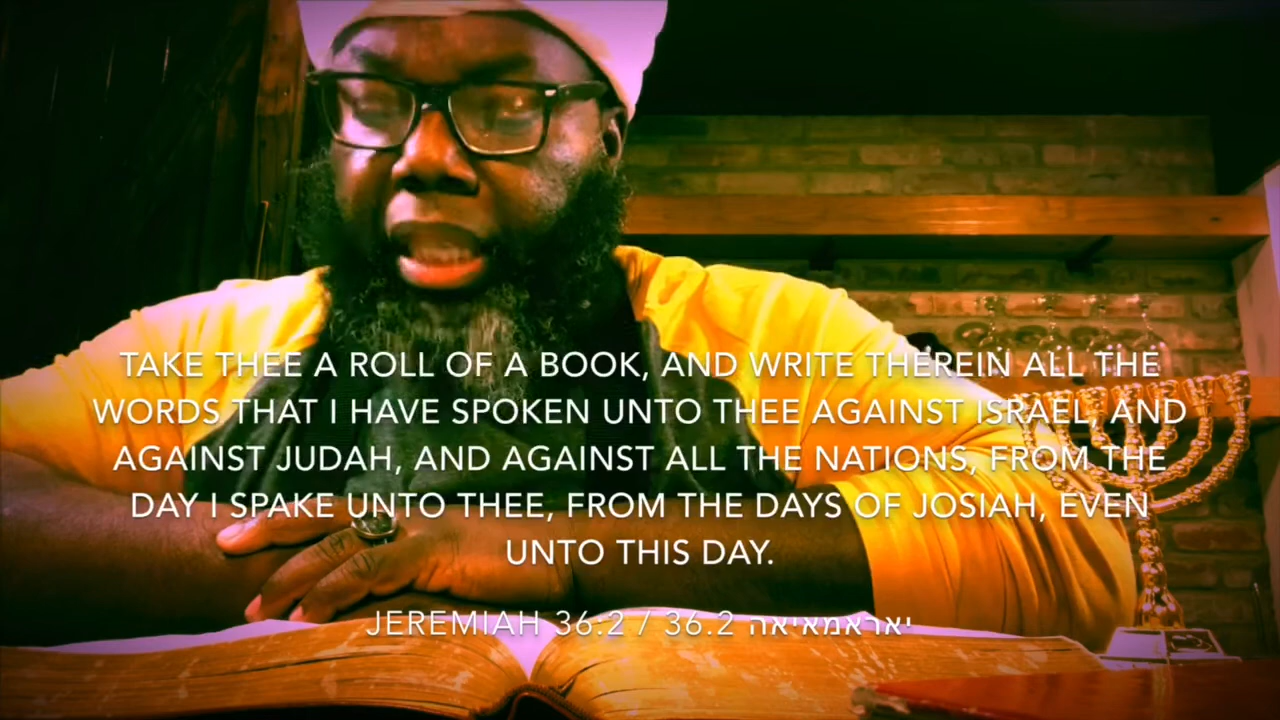 TAKE THEE A ROLL OF A BOOK, AND WRITE THEREIN ALL THE
WORDS THAT I HAVE SPOKEN UNTO THEE AGAINST ISRAEL, AND
AGAINST JUDAH, AND AGAINST ALL THE NATIONS, FROM THE
DAY I SPAKE UNTO THEE, FROM THE DAYS OF JOSIAH, EVEN
UNTO THIS DAY.
JEREMIAH 36:2 / 36.2 יאראמאיאה